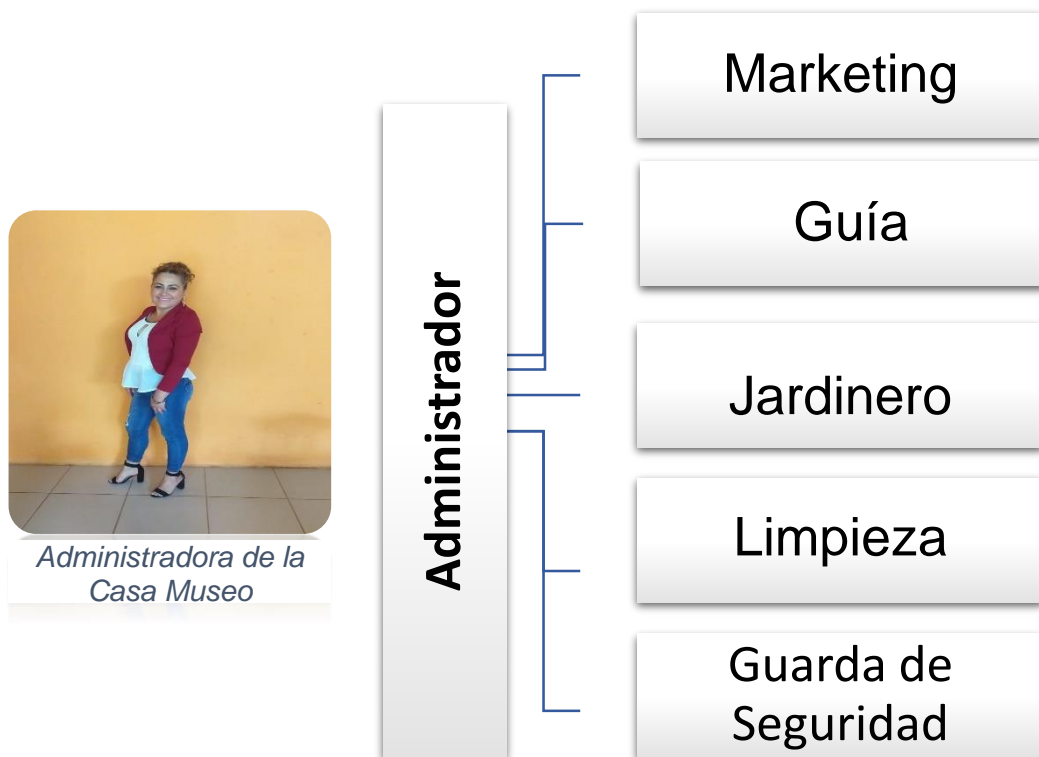 Marketing
Guía
Administrador
Jardinero
Limpieza
Administradora de la
Casa Museo
Guarda de
Seguridad